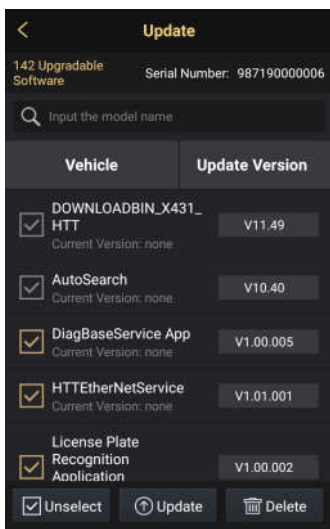 Update
142 Upgradable
Software
Serial Number: 987190000006
Input the model name
Vehicle
Update Version
DOWNLOADBIN_X431_
HTT
Current Version: none
V11.49
AutoSearch
Current Version: none
V10.40
DiagBaseService App
Current Version: none
V1.00.005
HTTEtherNetService
Current Version: none
V1.01.001
License Plate
Recognition
Application
V1.00.002
Unselect
Update
Delete